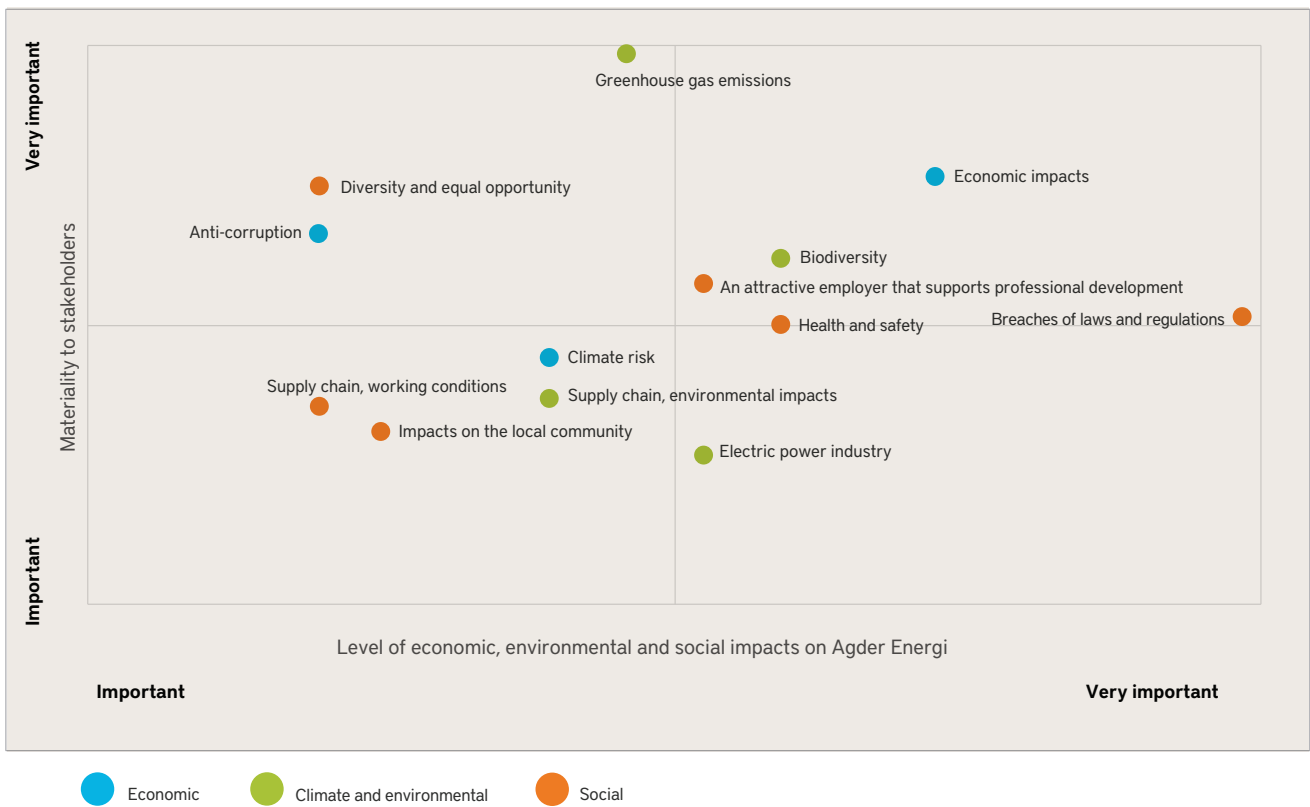 Very important
Greenhouse gas emissions
Economic impacts
Diversity and equal opportunity
Anti-corruption
Biodiversity
An attractive employer that supports professional development
Health and safety
Breaches of laws and regulations
Materiality to stakeholders
Climate risk
Supply chain, working conditions
Supply chain, environmental impacts
Impacts on the local community
Electric power industry
Important
Level of economic, environmental and social impacts on Agder Energi
Important
Very important
Economic
Climate and environmental
Social